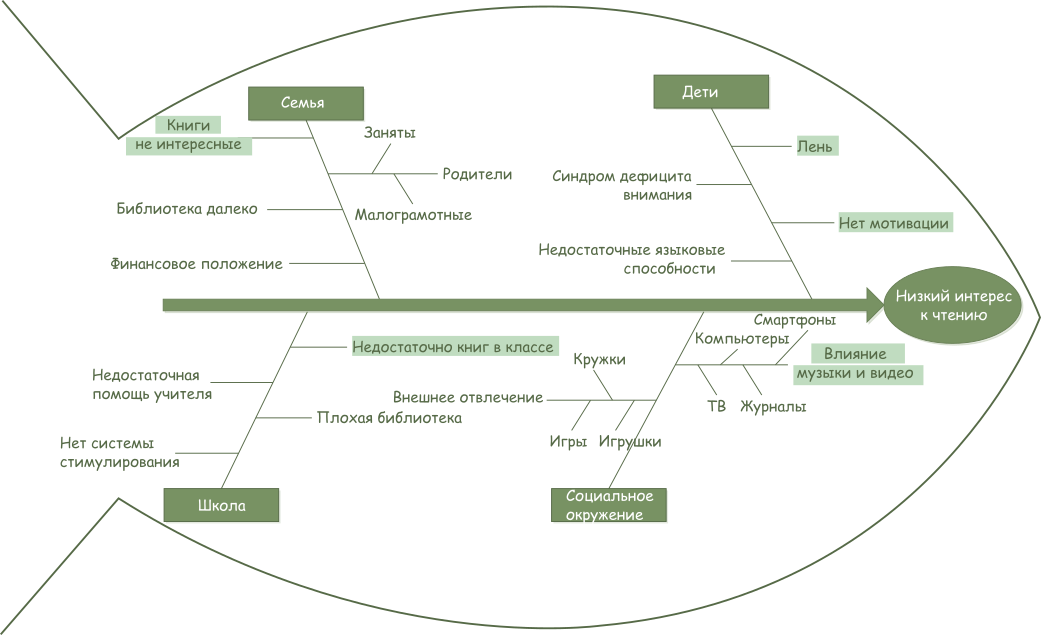 Семья
Книги
не интересные
Заняты
Родители
Малограмотные
Библиотека далеко
Финансовое положение
Дети
Лень
Синдром дефицита
внимания
Нет мотивации
Недостаточные языковые
способности
Низкий интерес
к чтению
Недостаточно книг в классе
Недостаточная
помощь учителя
Плохая библиотека
Нет системы
стимулирования
Школа
Смартфоны
Компьютеры
Влияние
музыки и видео
ТВ
Журналы
Кружки
Внешнее отвлечение
Игры
Игрушки
Социальное
окружение